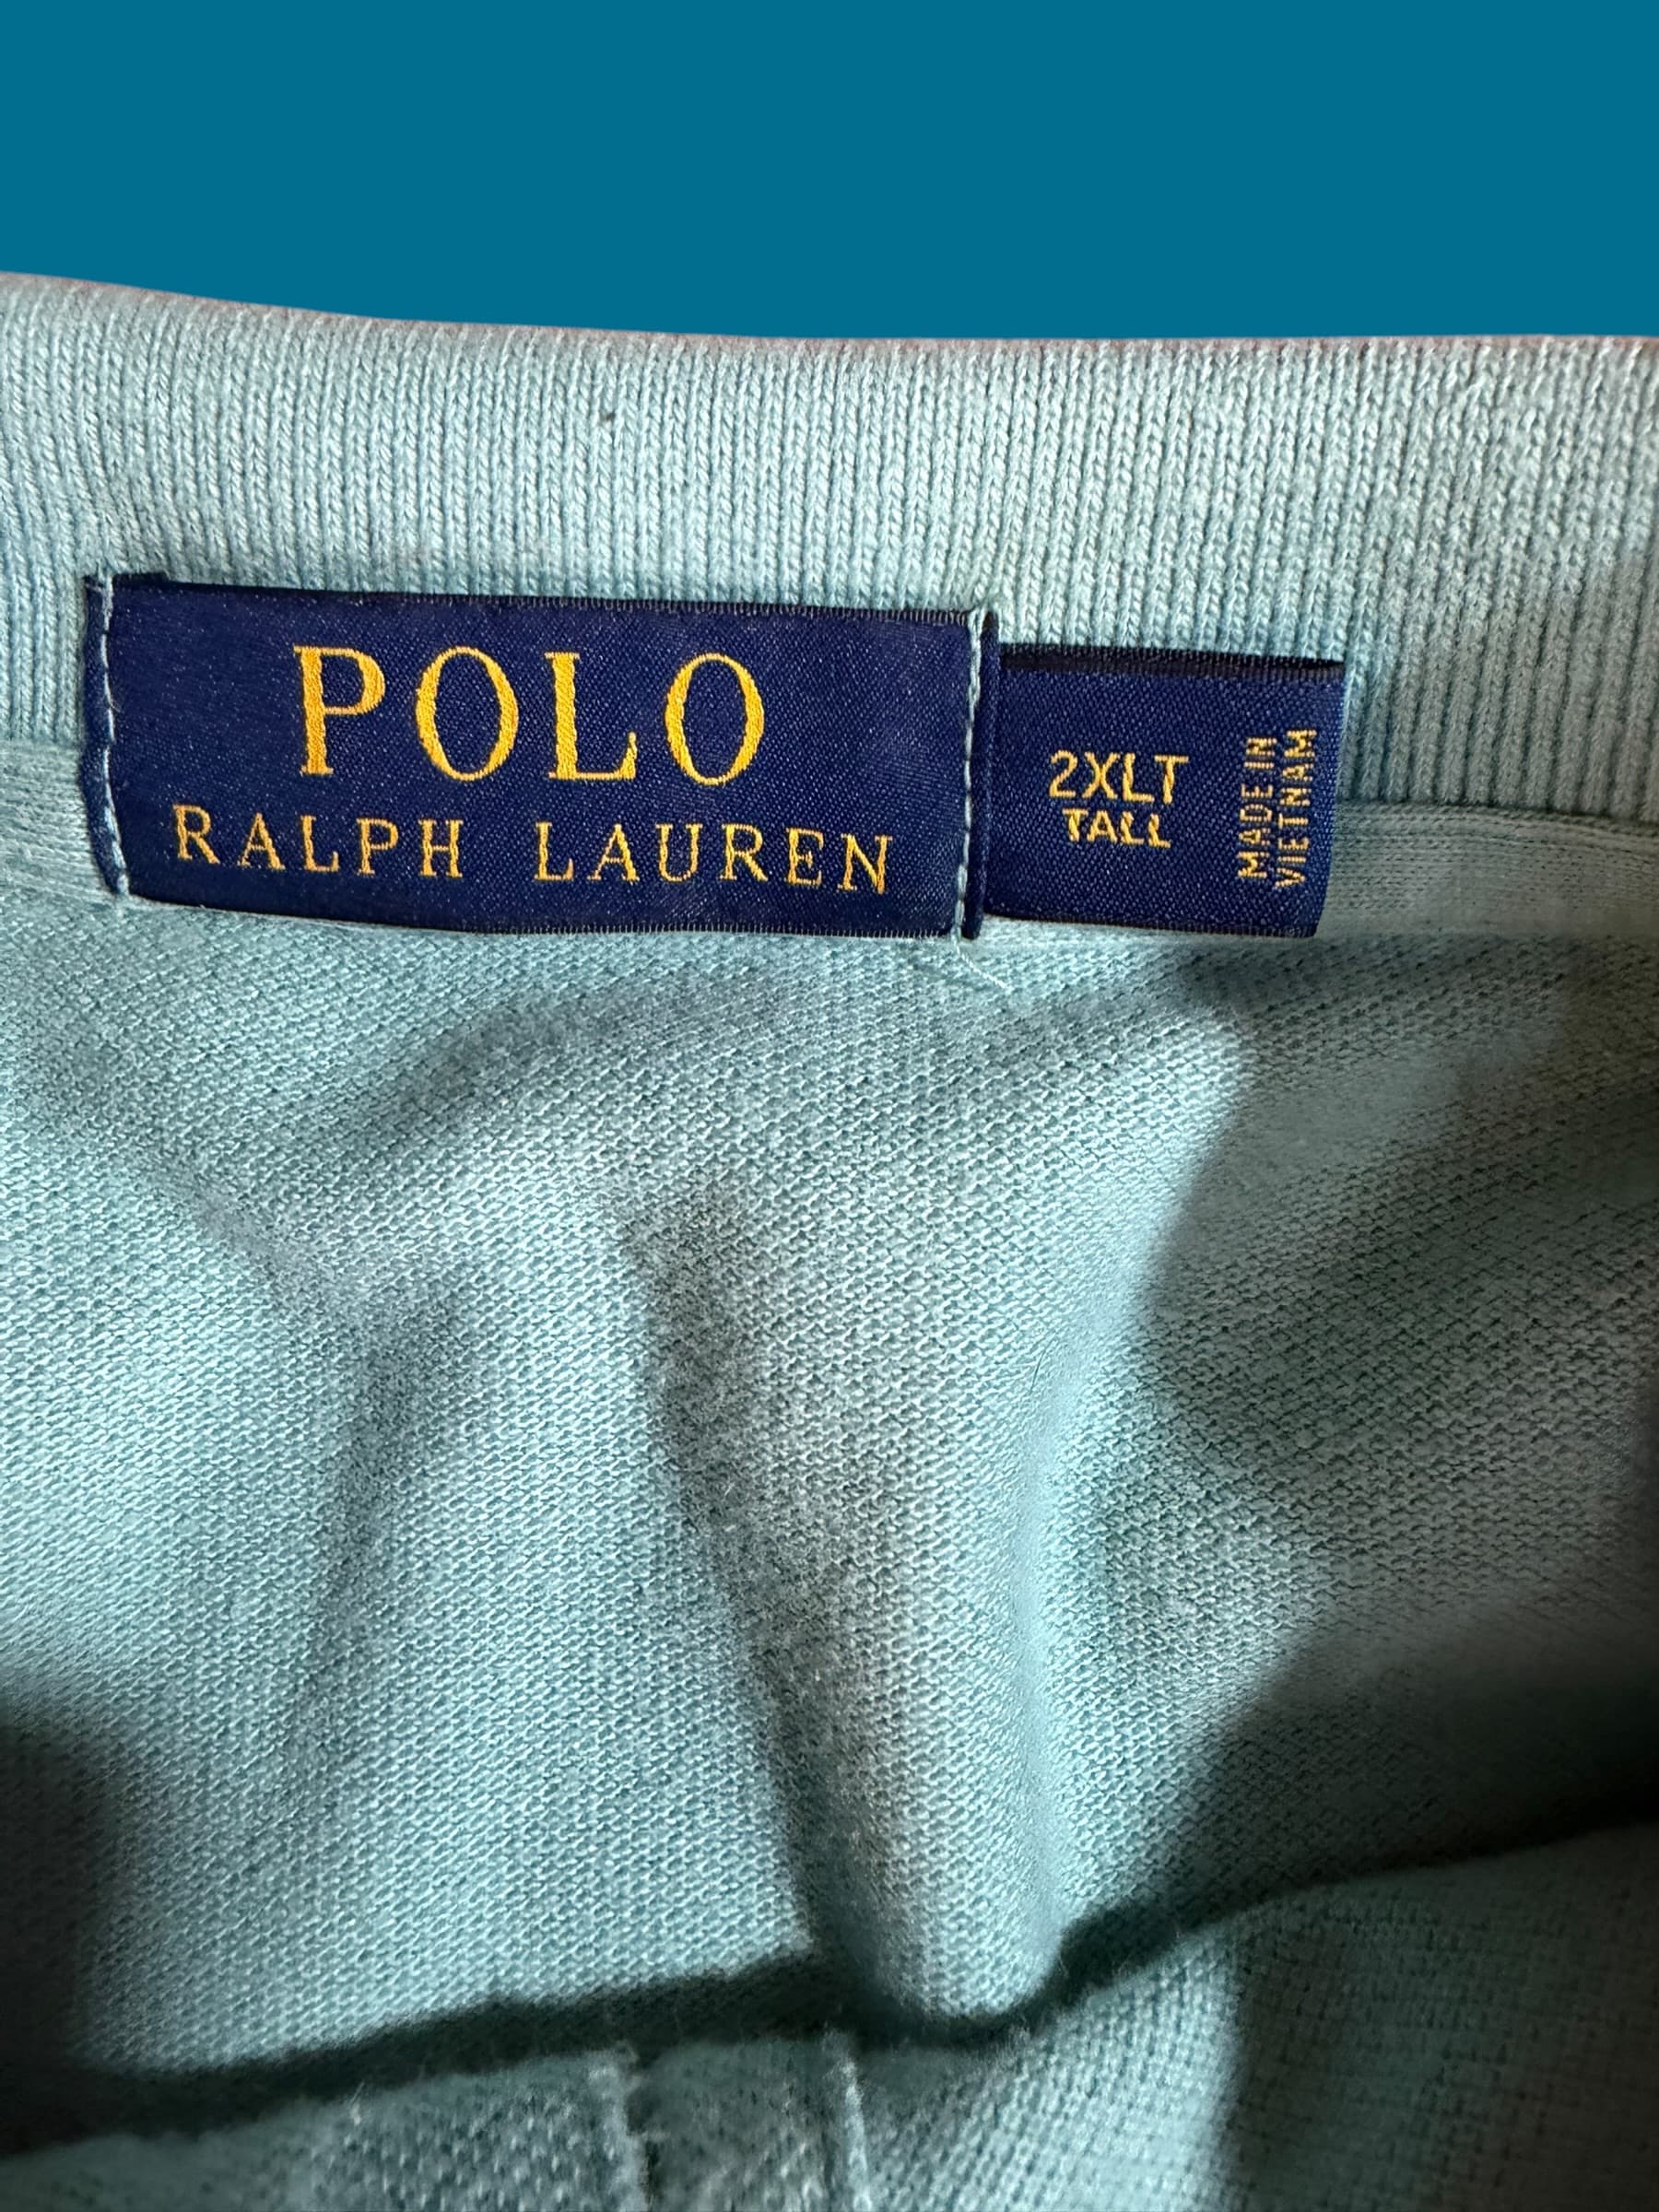 POLO
RALPH LAUREN
2XLT
TALL
MADE IN
VIETNAM